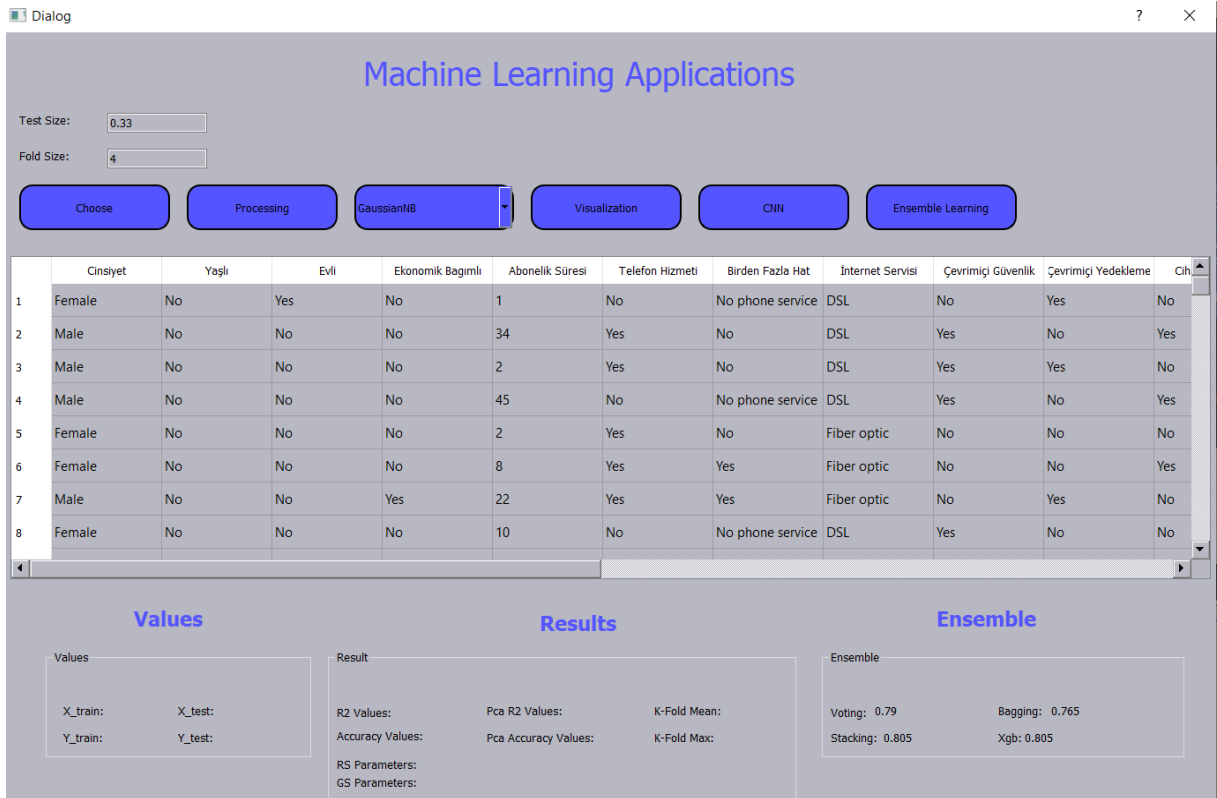 Dialog ?
Machine Learning Applications
Test Size: 0.33
Fold Size: 4
Choose Processing GaussianNB Visualization CNN Ensemble Learning
Cinsiyet Yaşlı Evli Ekonomik Bagımlı Abonelik Süresi Telefon Hizmeti Birden Fazla Hat İnternet Servisi Çevrimiçi Güvenlik Çevrimiçi Yedekleme Cih
1 Female No Yes No 1 No No phone service DSL No Yes No
2 Male No No No 34 Yes No DSL Yes No Yes
3 Male No No No 2 Yes No DSL Yes Yes No
4 Male No No No 45 No No phone service DSL Yes No Yes
5 Female No No No 2 Yes No Fiber optic No No No
6 Female No No No 8 Yes Yes Fiber optic No No Yes
7 Male No No Yes 22 Yes Yes Fiber optic No Yes No
8 Female No No No 10 No No phone service DSL Yes No No
Values Results Ensemble
Values Result Ensemble
X_train: X_test: R2 Values: Pca R2 Values: K-Fold Mean: Voting: 0.79 Bagging: 0.765
Y_train: Y_test: Accuracy Values: Pca Accuracy Values: K-Fold Max: Stacking: 0.805 Xgb: 0.805
RS Parameters:
GS Parameters: